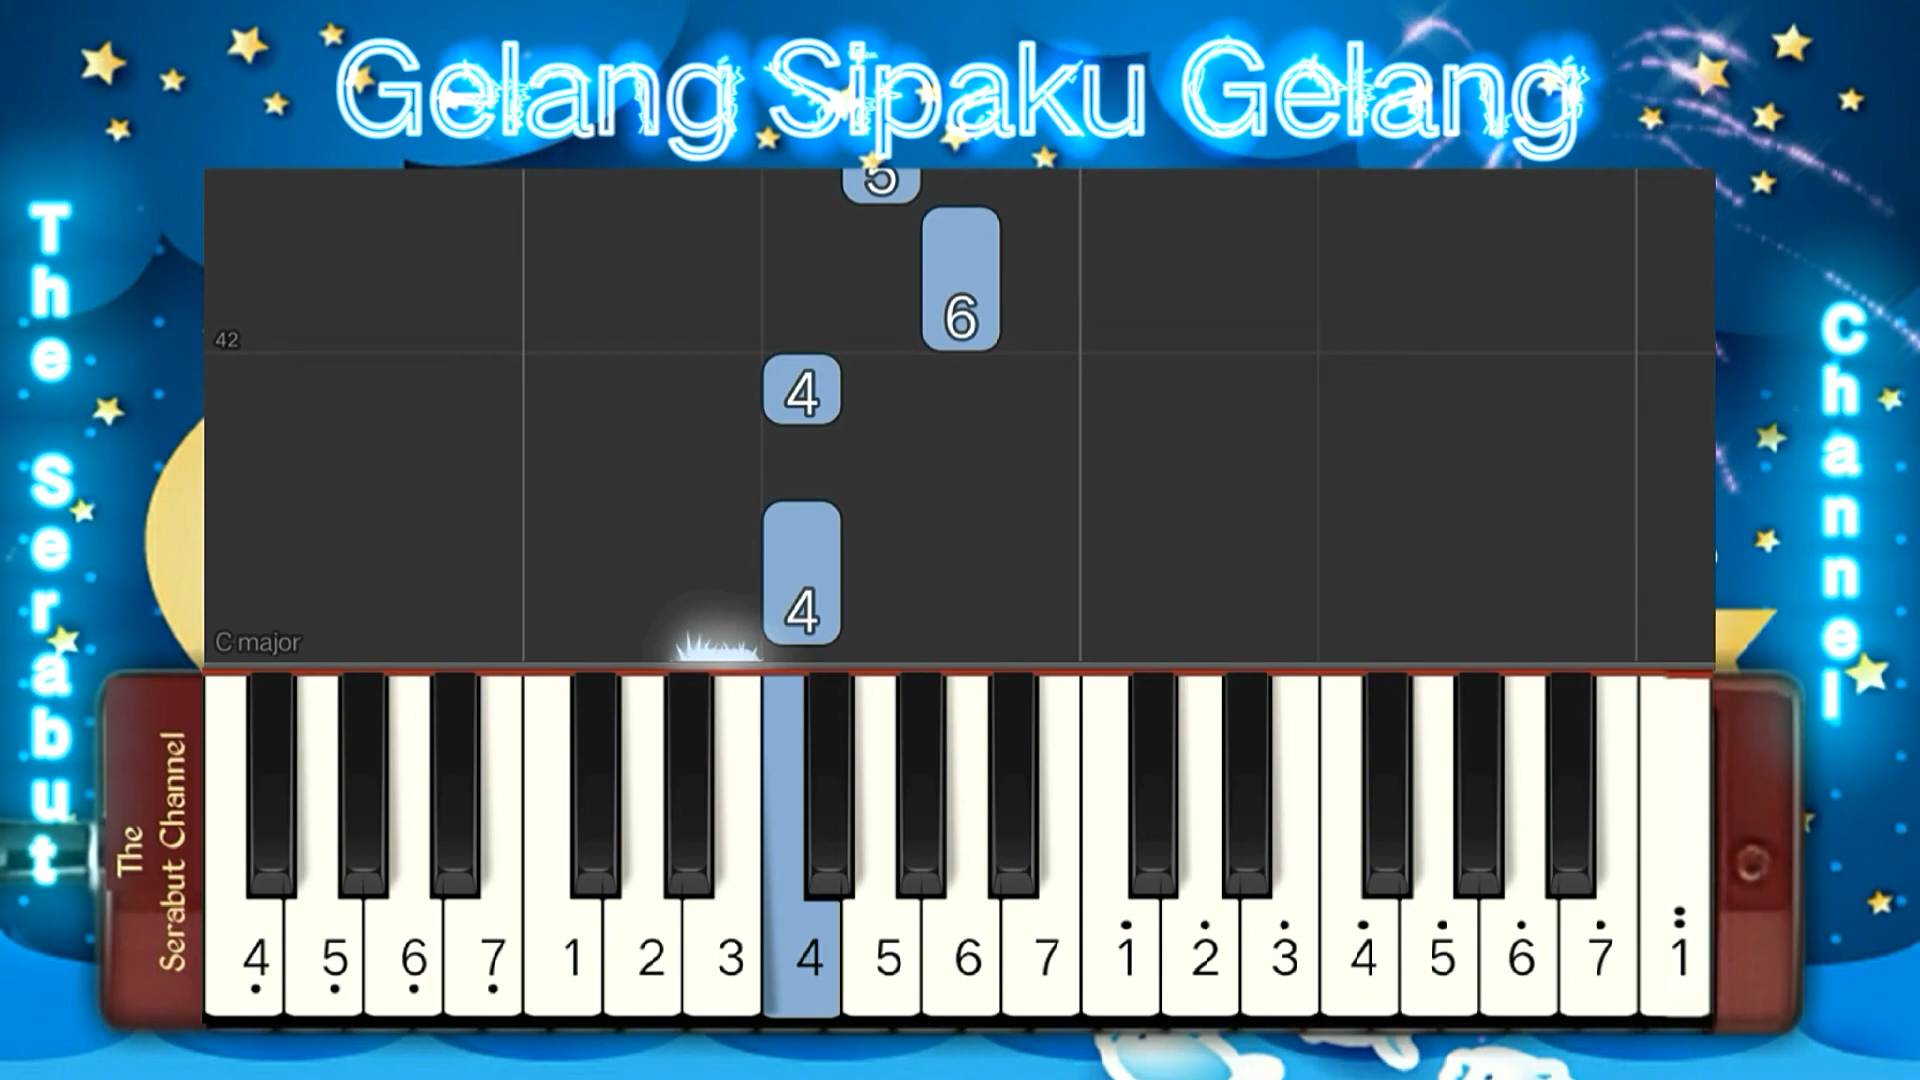 Gelang Sipaku Gelang
The Serabut
Channel
5
6
42
4
4
C major
The
Serabut Channel
4̣ 5̣ 6̣ 7̣ 1 2 3 4 5 6 7 1̇ 2̇ 3̇ 4̇ 5̇ 6̇ 7̇ 1̈